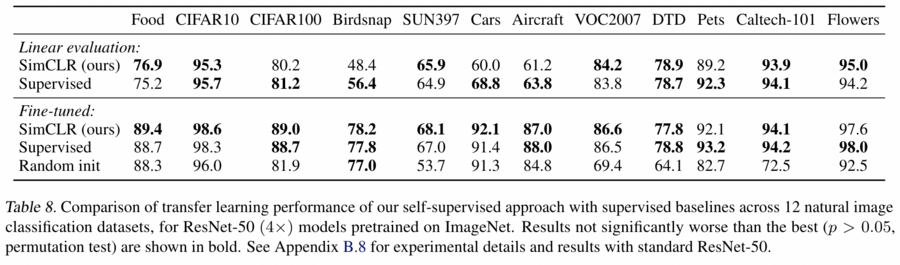 Food CIFAR10 CIFAR100 Birdsnap SUN397 Cars Aircraft VOC2007 DTD Pets Caltech-101 Flowers
Linear evaluation:
SimCLR (ours) 76.9 95.3 80.2 48.4 65.9 60.0 61.2 84.2 78.9 89.2 93.9 95.0
Supervised 75.2 95.7 81.2 56.4 64.9 68.8 63.8 83.8 78.7 92.3 94.1 94.2
Fine-tuned:
SimCLR (ours) 89.4 98.6 89.0 78.2 68.1 92.1 87.0 86.6 77.8 92.1 94.1 97.6
Supervised 88.7 98.3 88.7 77.8 67.0 91.4 88.0 86.5 78.8 93.2 94.2 98.0
Random init 88.3 96.0 81.9 77.0 53.7 91.3 84.8 69.4 64.1 82.7 72.5 92.5
Table 8. Comparison of transfer learning performance of our self-supervised approach with supervised baselines across 12 natural image
classification datasets, for ResNet-50 (4×) models pretrained on ImageNet. Results not significantly worse than the best (p > 0.05,
permutation test) are shown in bold. See Appendix B.8 for experimental details and results with standard ResNet-50.